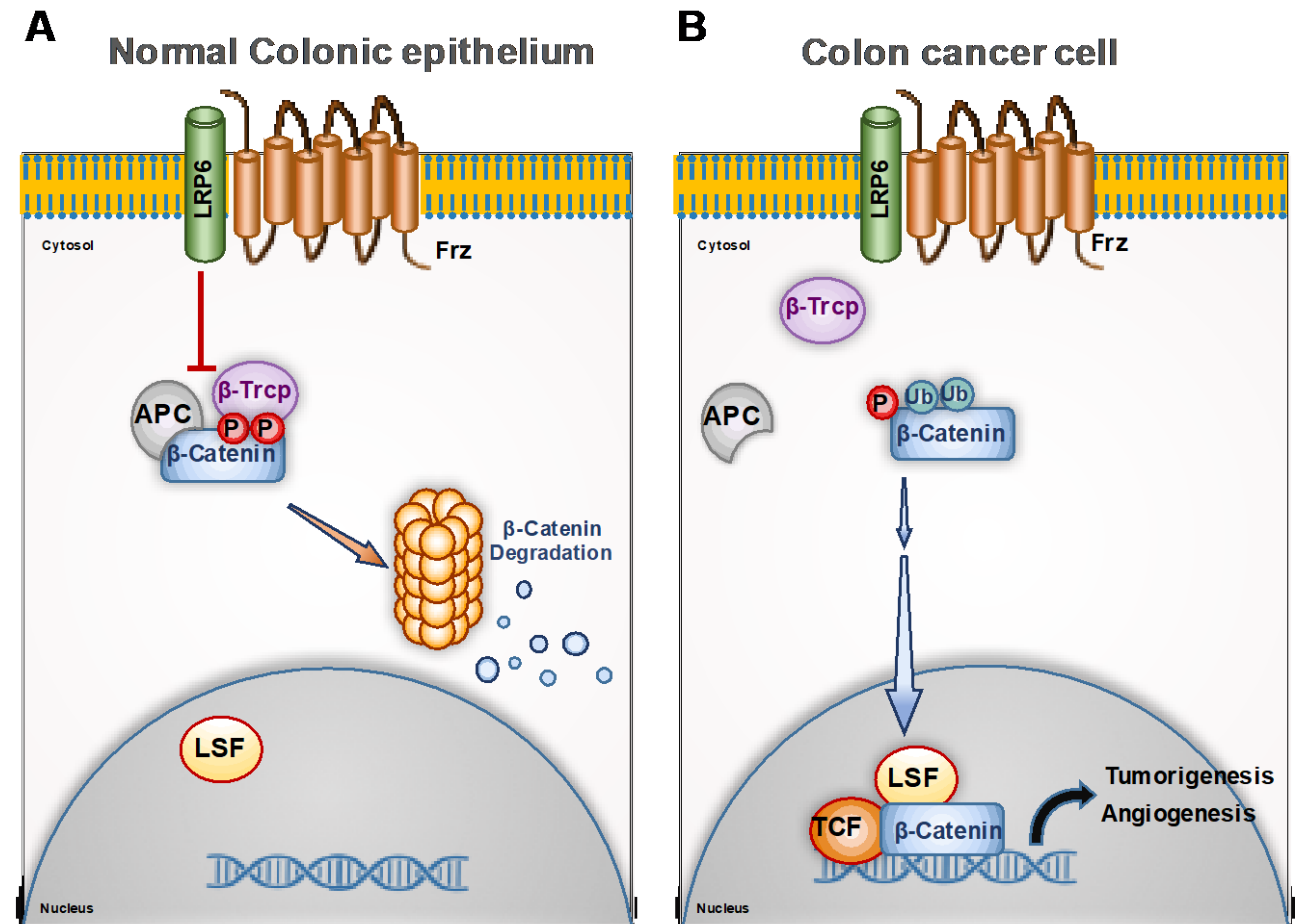 A
Normal Colonic epithelium
LRP6
Cytosol
Frz
β-Trcp
APC
P
P
β-Catenin
β-Catenin
Degradation
LSF
Nucleus
B
Colon cancer cell
LRP6
Cytosol
Frz
β-Trcp
P
Ub
Ub
APC
β-Catenin
LSF
Tumorigenesis
TCF
Angiogenesis
β-Catenin
Nucleus